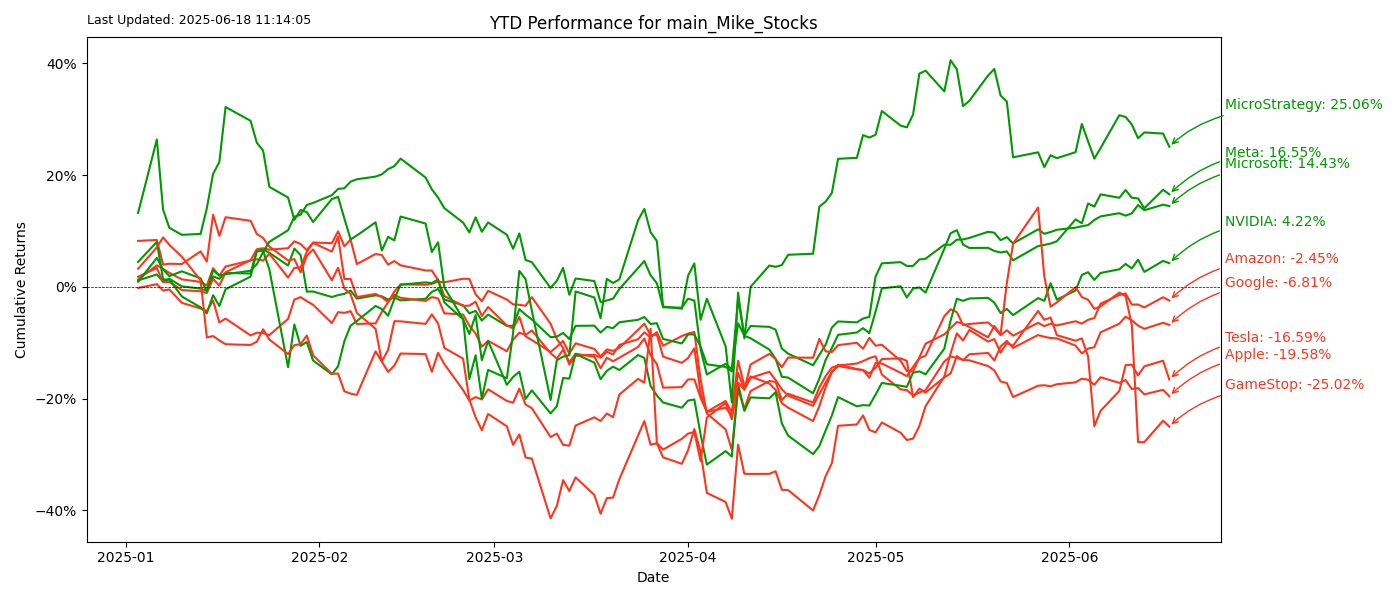 Last Updated: 2025-06-18 11:14:05
YTD Performance for main_Mike_Stocks
Cumulative Returns
40%
20%
0%
−20%
−40%
MicroStrategy: 25.06%
Meta: 16.55%
Microsoft: 14.43%
NVIDIA: 4.22%
Amazon: -2.45%
Google: -6.81%
Tesla: -16.59%
Apple: -19.58%
GameStop: -25.02%
2025-01
2025-02
2025-03
2025-04
2025-05
2025-06
Date